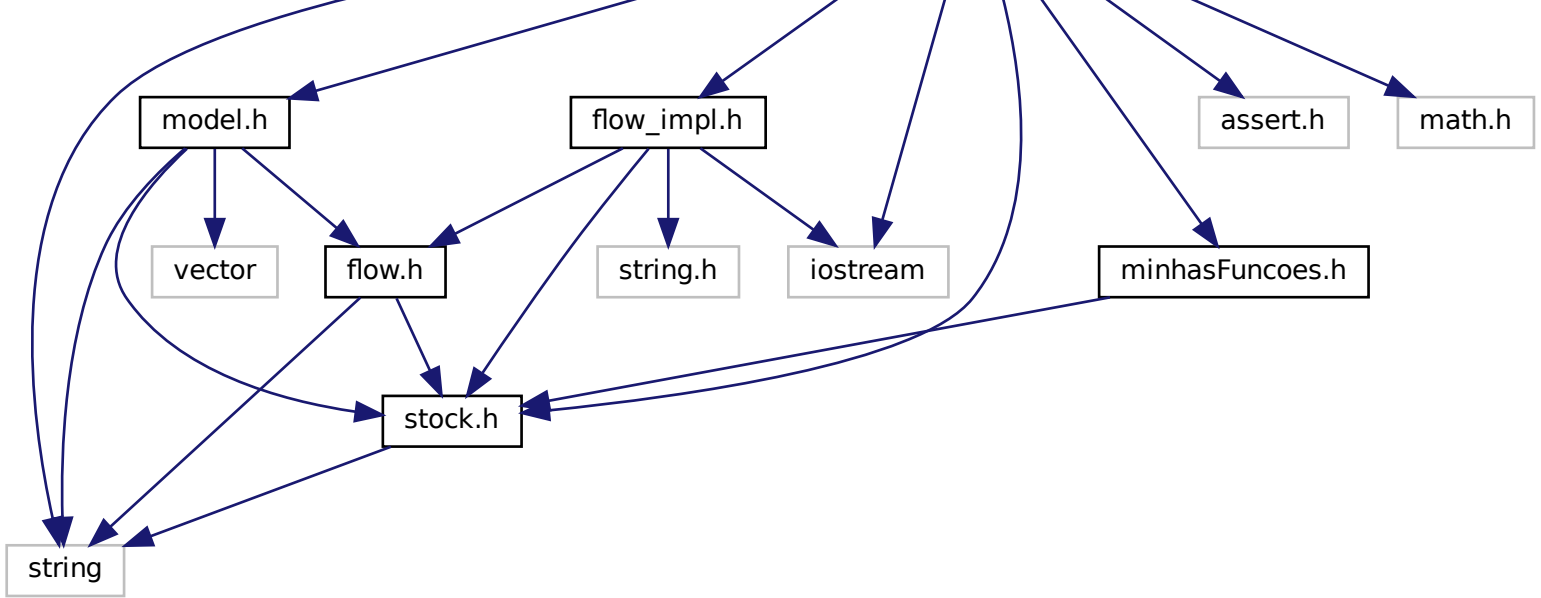 model.h
flow_impl.h
assert.h
math.h
vector
flow.h
string.h
iostream
minhasFuncoes.h
stock.h
string